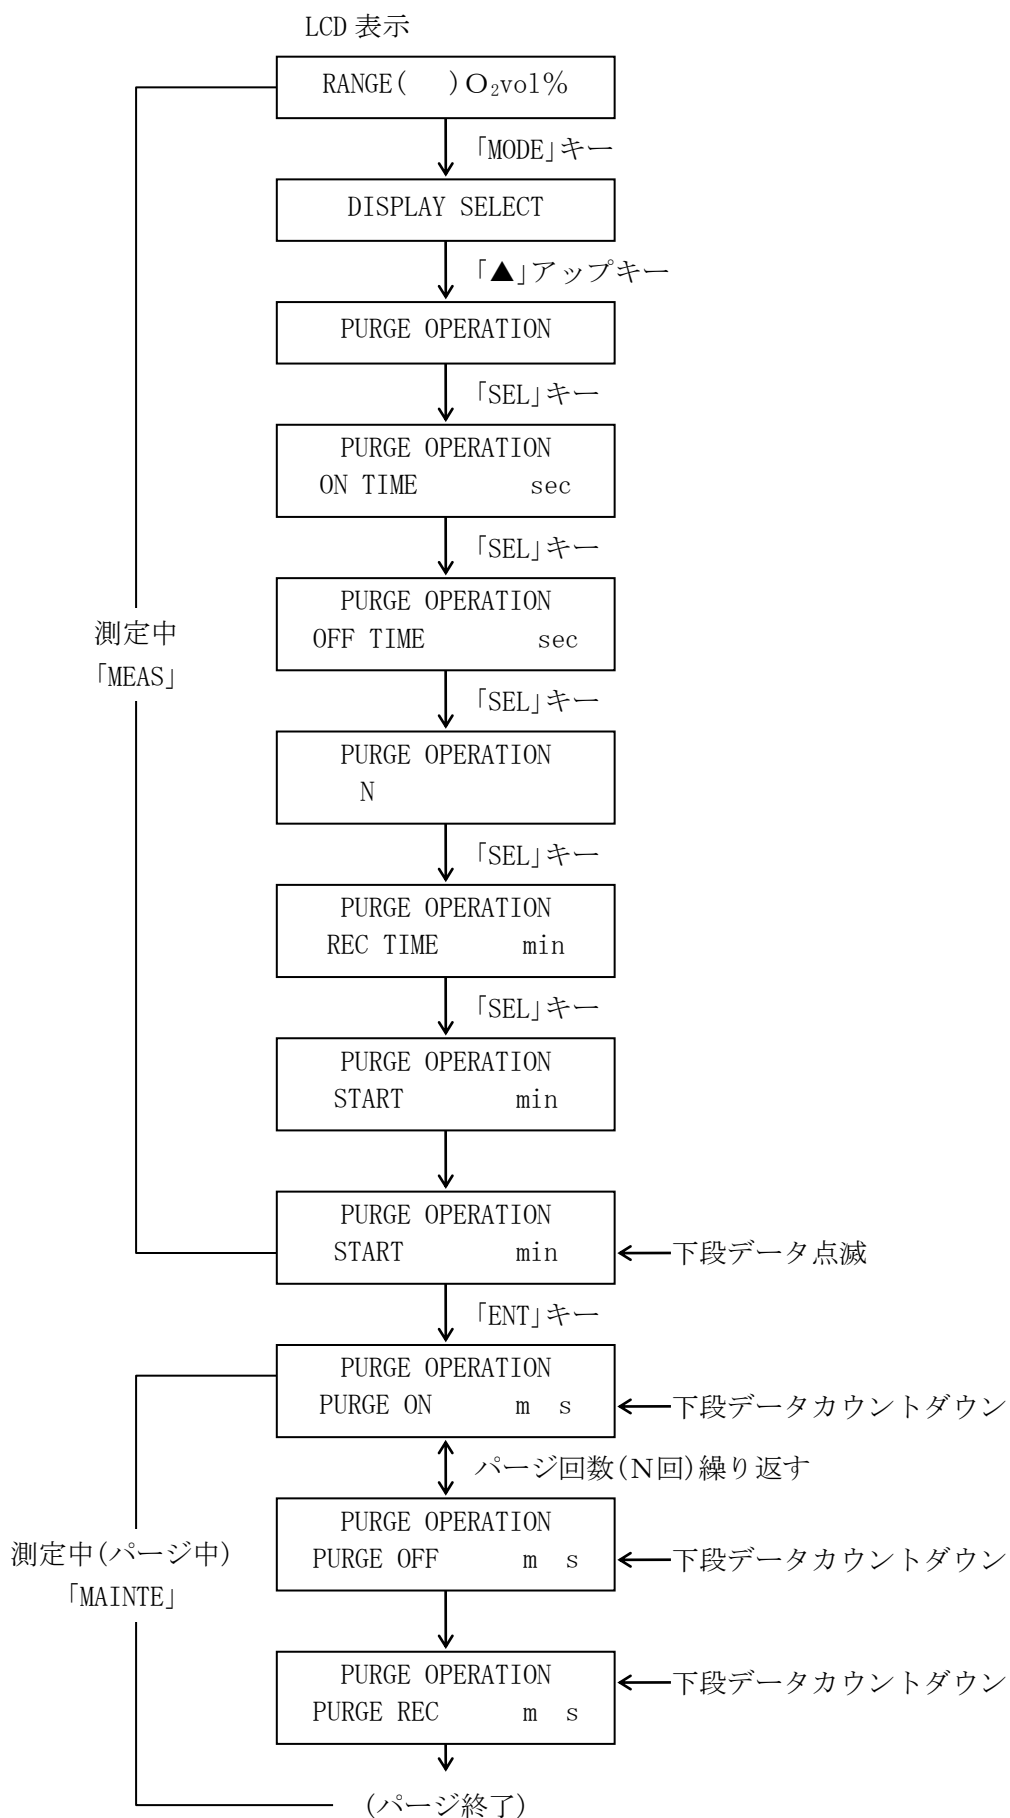 LCD 表示
RANGE(　　)O₂vol%
「MODE」キー
DISPLAY SELECT
「▲」アップキー
PURGE OPERATION
「SEL」キー
PURGE OPERATION
ON TIME　　　　sec
「SEL」キー
PURGE OPERATION
OFF TIME　　　　sec
測定中
「MEAS」
「SEL」キー
PURGE OPERATION
N
「SEL」キー
PURGE OPERATION
REC TIME　　　min
「SEL」キー
PURGE OPERATION
START　　　　min
PURGE OPERATION
START　　　　min
下段データ点滅
「ENT」キー
PURGE OPERATION
PURGE ON　　　m　s
下段データカウントダウン
パージ回数(N回)繰り返す
PURGE OPERATION
PURGE OFF　　　m　s
下段データカウントダウン
測定中(パージ中)
「MAINTE」
PURGE OPERATION
PURGE REC　　　m　s
下段データカウントダウン
(パージ終了)